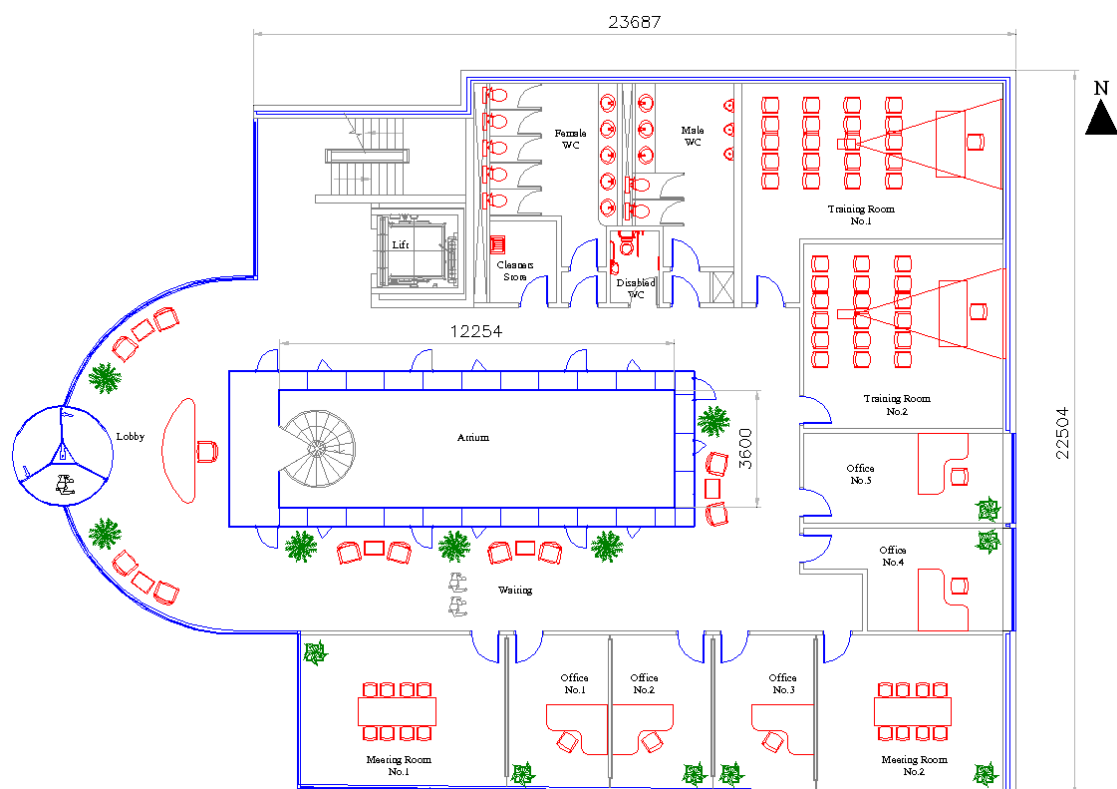 23687
N
Female
WC
Male
WC
Training Room
No.1
Lift
Cleaners
Store
Disabled
WC
12254
Training Room
No.2
Lobby
Atrium
3600
22504
Office
No.5
Office
No.4
Waiting
Office
No.1
Office
No.2
Office
No.3
Meeting Room
No.1
Meeting Room
No.2